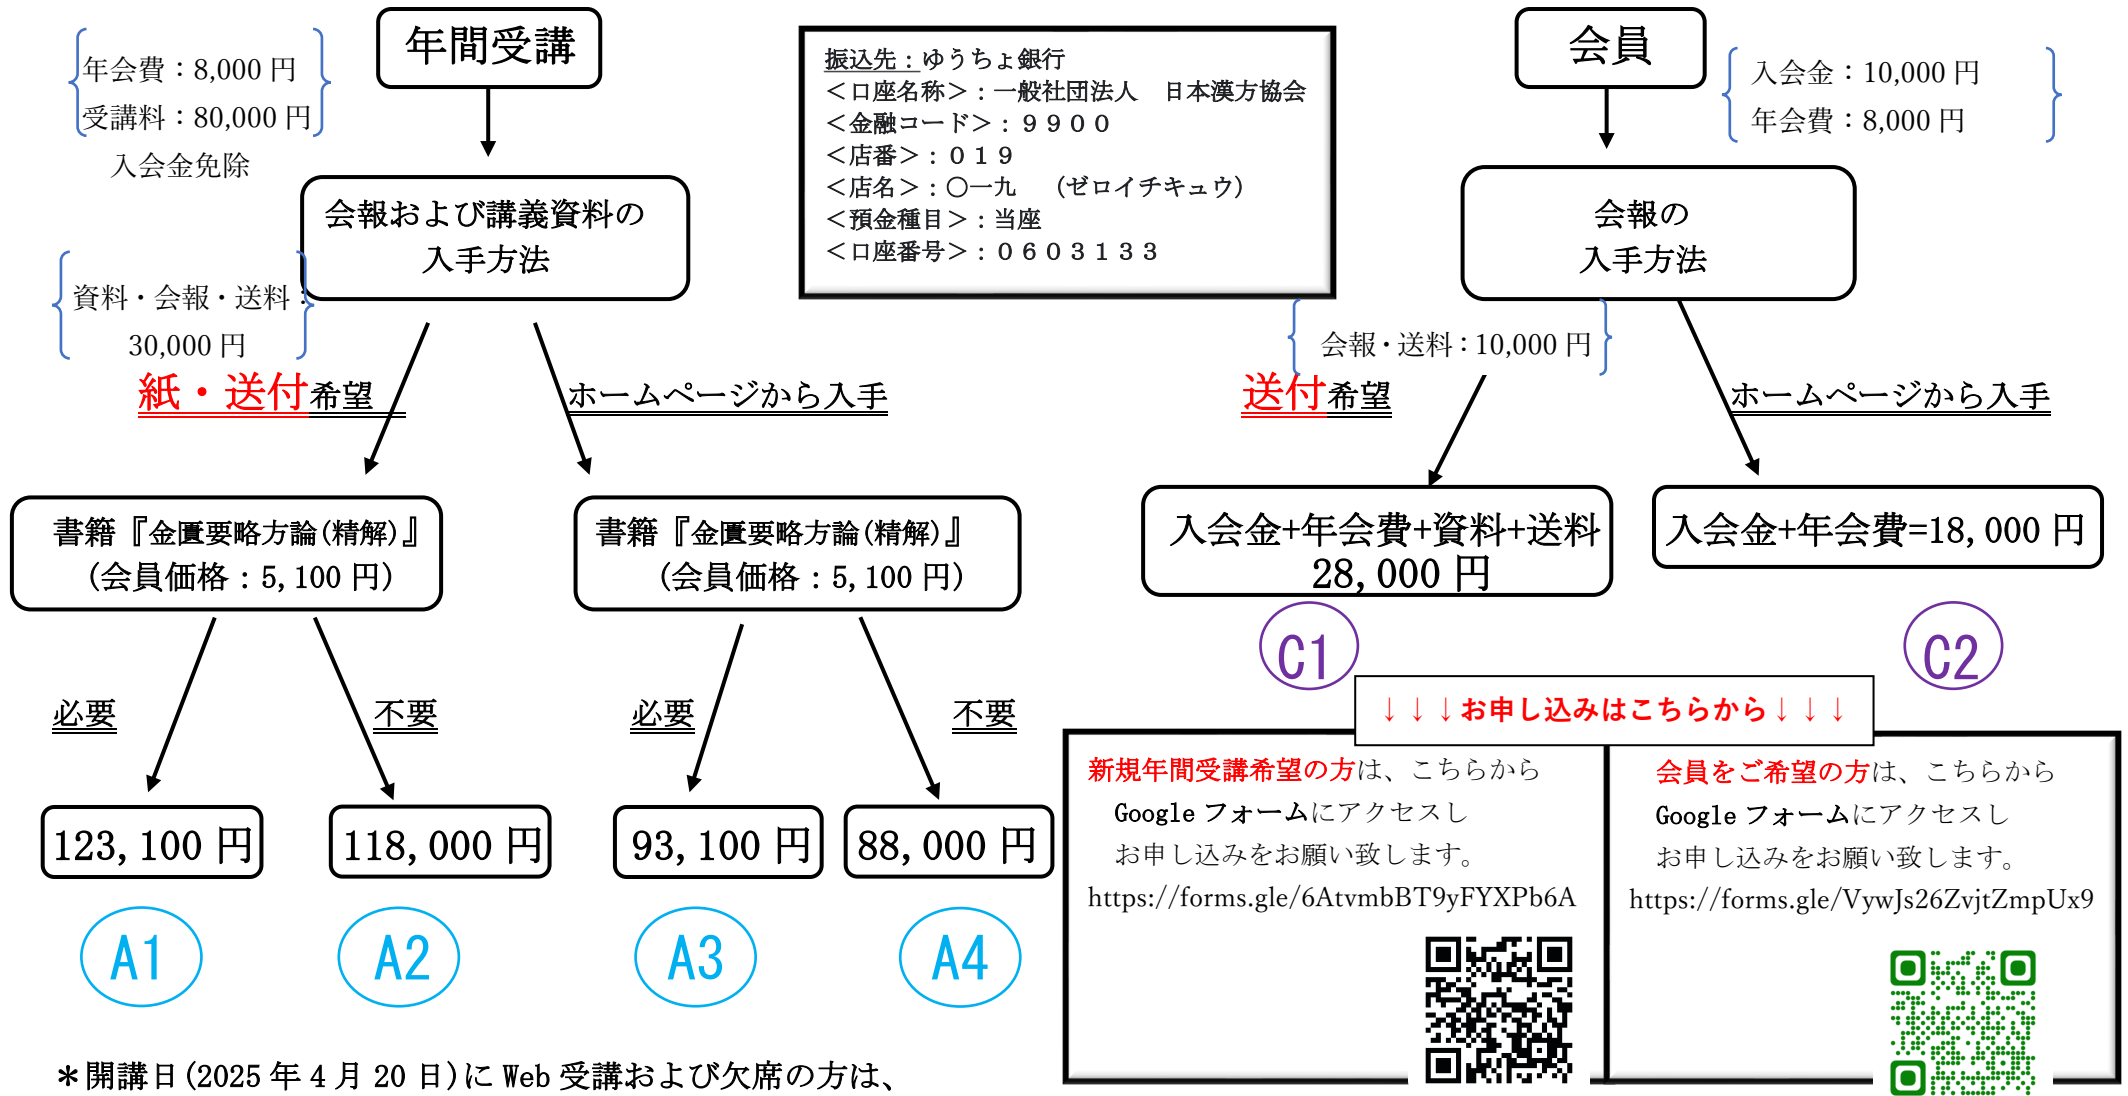 年間受講
年会費：8,000 円
受講料：80,000 円
入会金免除
会報および講義資料の
入手方法
資料・会報・送料：
30,000 円
紙・送付希望
ホームページから入手
書籍『金匱要略方論(精解)』
(会員価格：5,100 円)
書籍『金匱要略方論(精解)』
(会員価格：5,100 円)
必要
不要
必要
不要
123,100 円
118,000 円
93,100 円
88,000 円
A1
A2
A3
A4
＊開講日(2025 年 4 月 20 日)に Web 受講および欠席の方は、
振込先：ゆうちょ銀行
＜口座名称＞：一般社団法人　日本漢方協会
＜金融コード＞：９９００
＜店番＞：０１９
＜店名＞：〇一九　（ゼロイチキュウ）
＜預金種目＞：当座
＜口座番号＞：０６０３１３３
会員
入会金：10,000 円
年会費：8,000 円
会報の
入手方法
会報・送料：10,000 円
送付希望
ホームページから入手
入会金+年会費+資料+送料
28,000 円
入会金+年会費=18,000 円
C1
C2
↓↓↓お申し込みはこちらから↓↓↓
新規年間受講希望の方は、こちらから
Google フォームにアクセスし
お申し込みをお願い致します。
https://forms.gle/6AtvmbBT9yFYXPb6A
会員をご希望の方は、こちらから
Google フォームにアクセスし
お申し込みをお願い致します。
https://forms.gle/VywJs26ZvjtZmpUx9